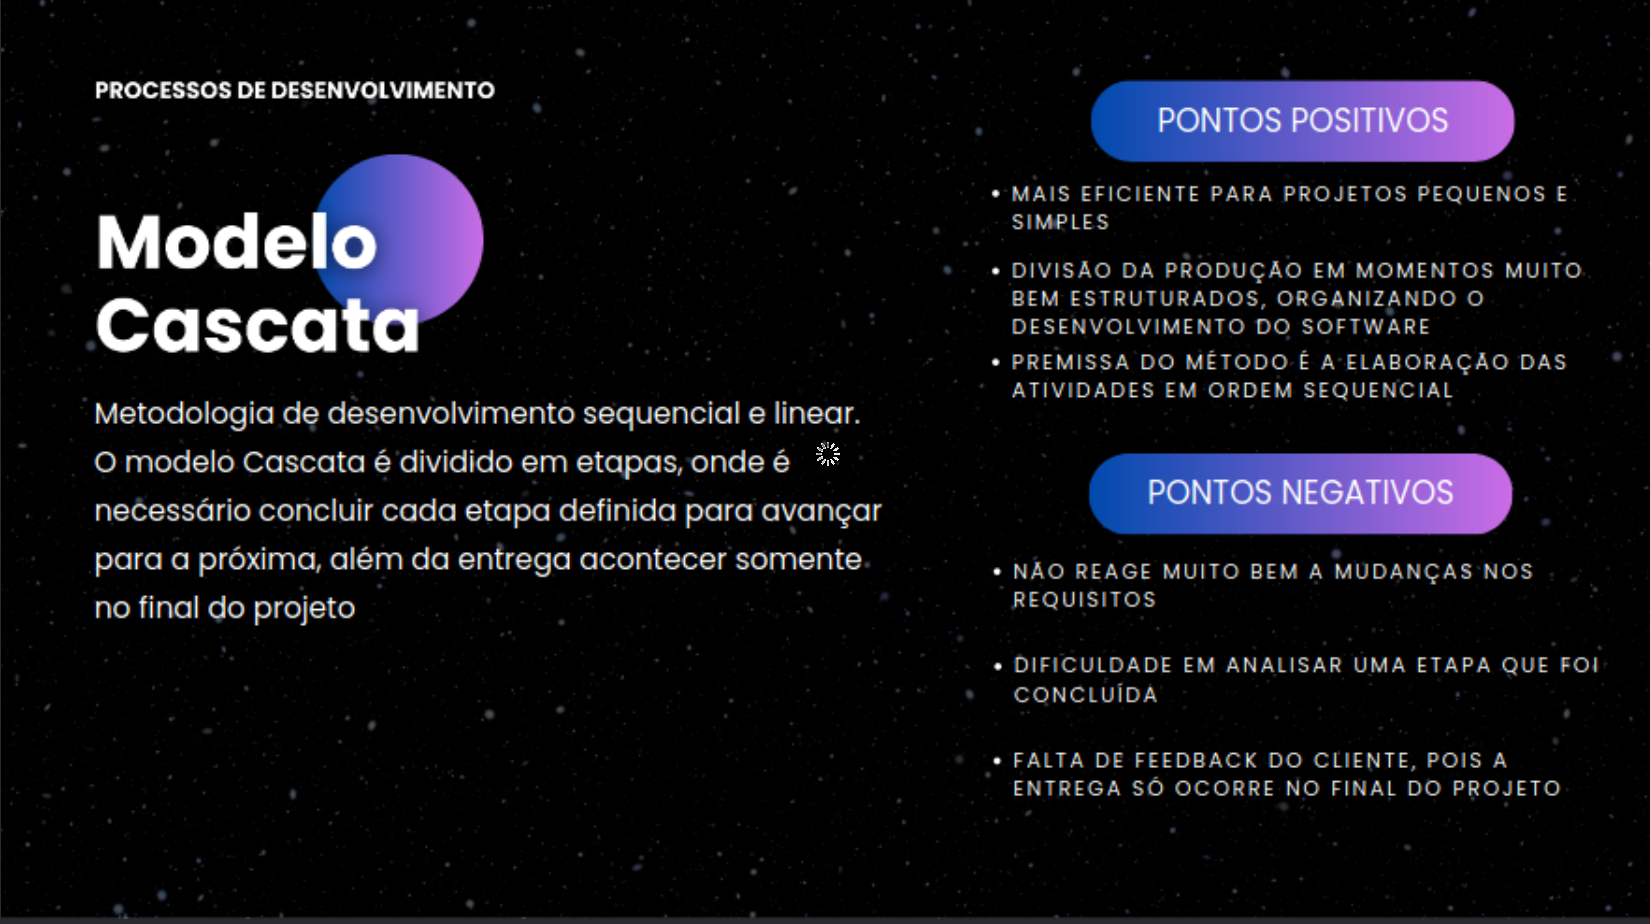 PROCESSOS DE DESENVOLVIMENTO
Modelo
Cascata
Metodologia de desenvolvimento sequencial e linear.
O modelo Cascata é dividido em etapas, onde é
necessário concluir cada etapa definida para avançar
para a próxima, além da entrega acontecer somente
no final do projeto
PONTOS POSITIVOS
• MAIS EFICIENTE PARA PROJETOS PEQUENOS E
SIMPLES
• DIVISÃO DA PRODUÇÃO EM MOMENTOS MUITO
BEM ESTRUTURADOS, ORGANIZANDO O
DESENVOLVIMENTO DO SOFTWARE
• PREMISSA DO MÉTODO É A ELABORAÇÃO DAS
ATIVIDADES EM ORDEM SEQUENCIAL
PONTOS NEGATIVOS
• NÃO REAGE MUITO BEM A MUDANÇAS NOS
REQUISITOS
• DIFICULDADE EM ANALISAR UMA ETAPA QUE FOI
CONCLUÍDA
• FALTA DE FEEDBACK DO CLIENTE, POIS A
ENTREGA SÓ OCORRE NO FINAL DO PROJETO